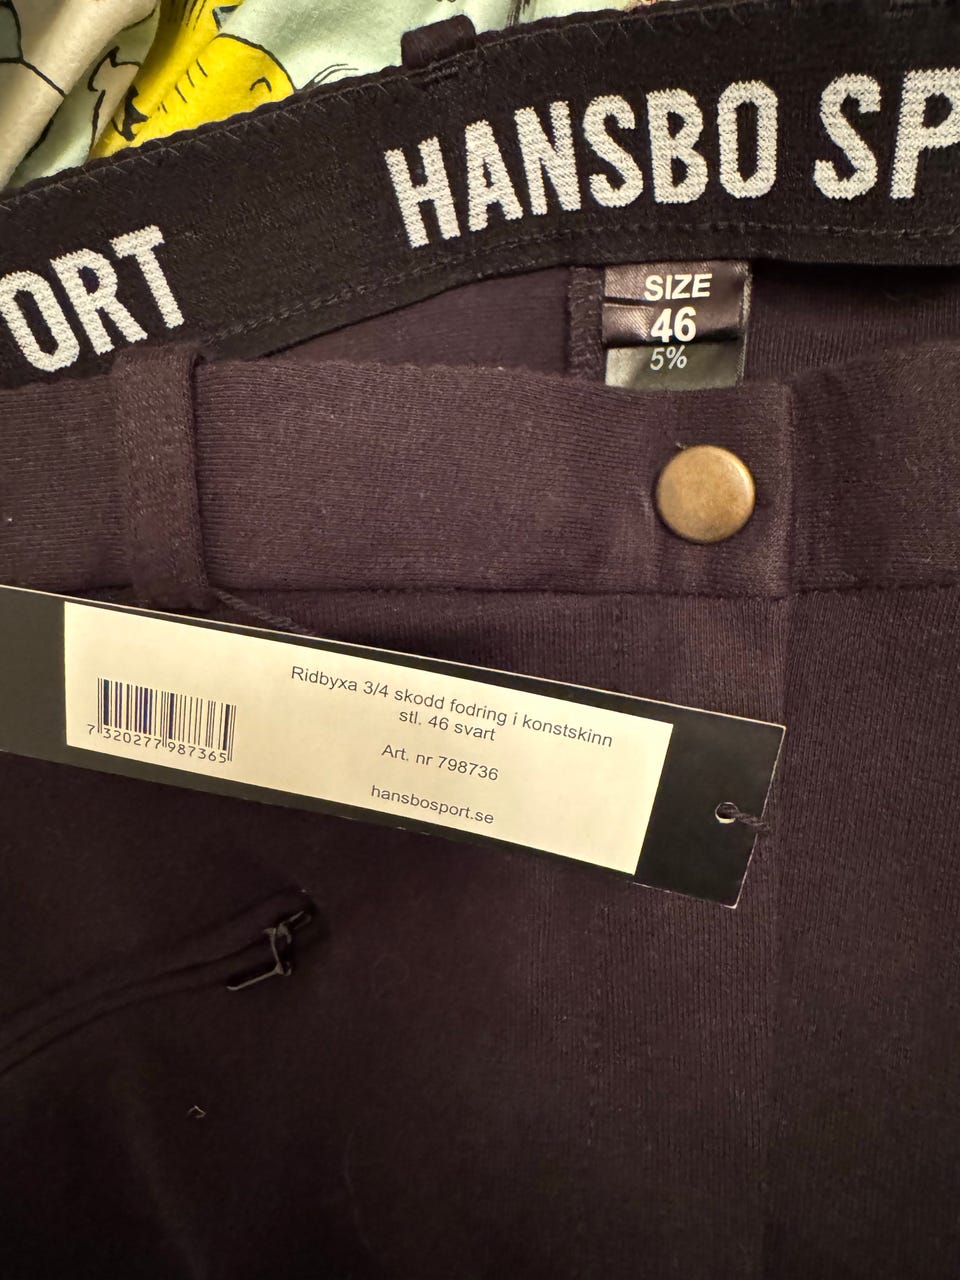 HANSBO SP
ORT
SIZE
46
5%
Ridbyxa 3/4 skodd fodring i konstskinn
stl. 46 svart
Art. nr 798736
hansbosport.se
7 320277 987365